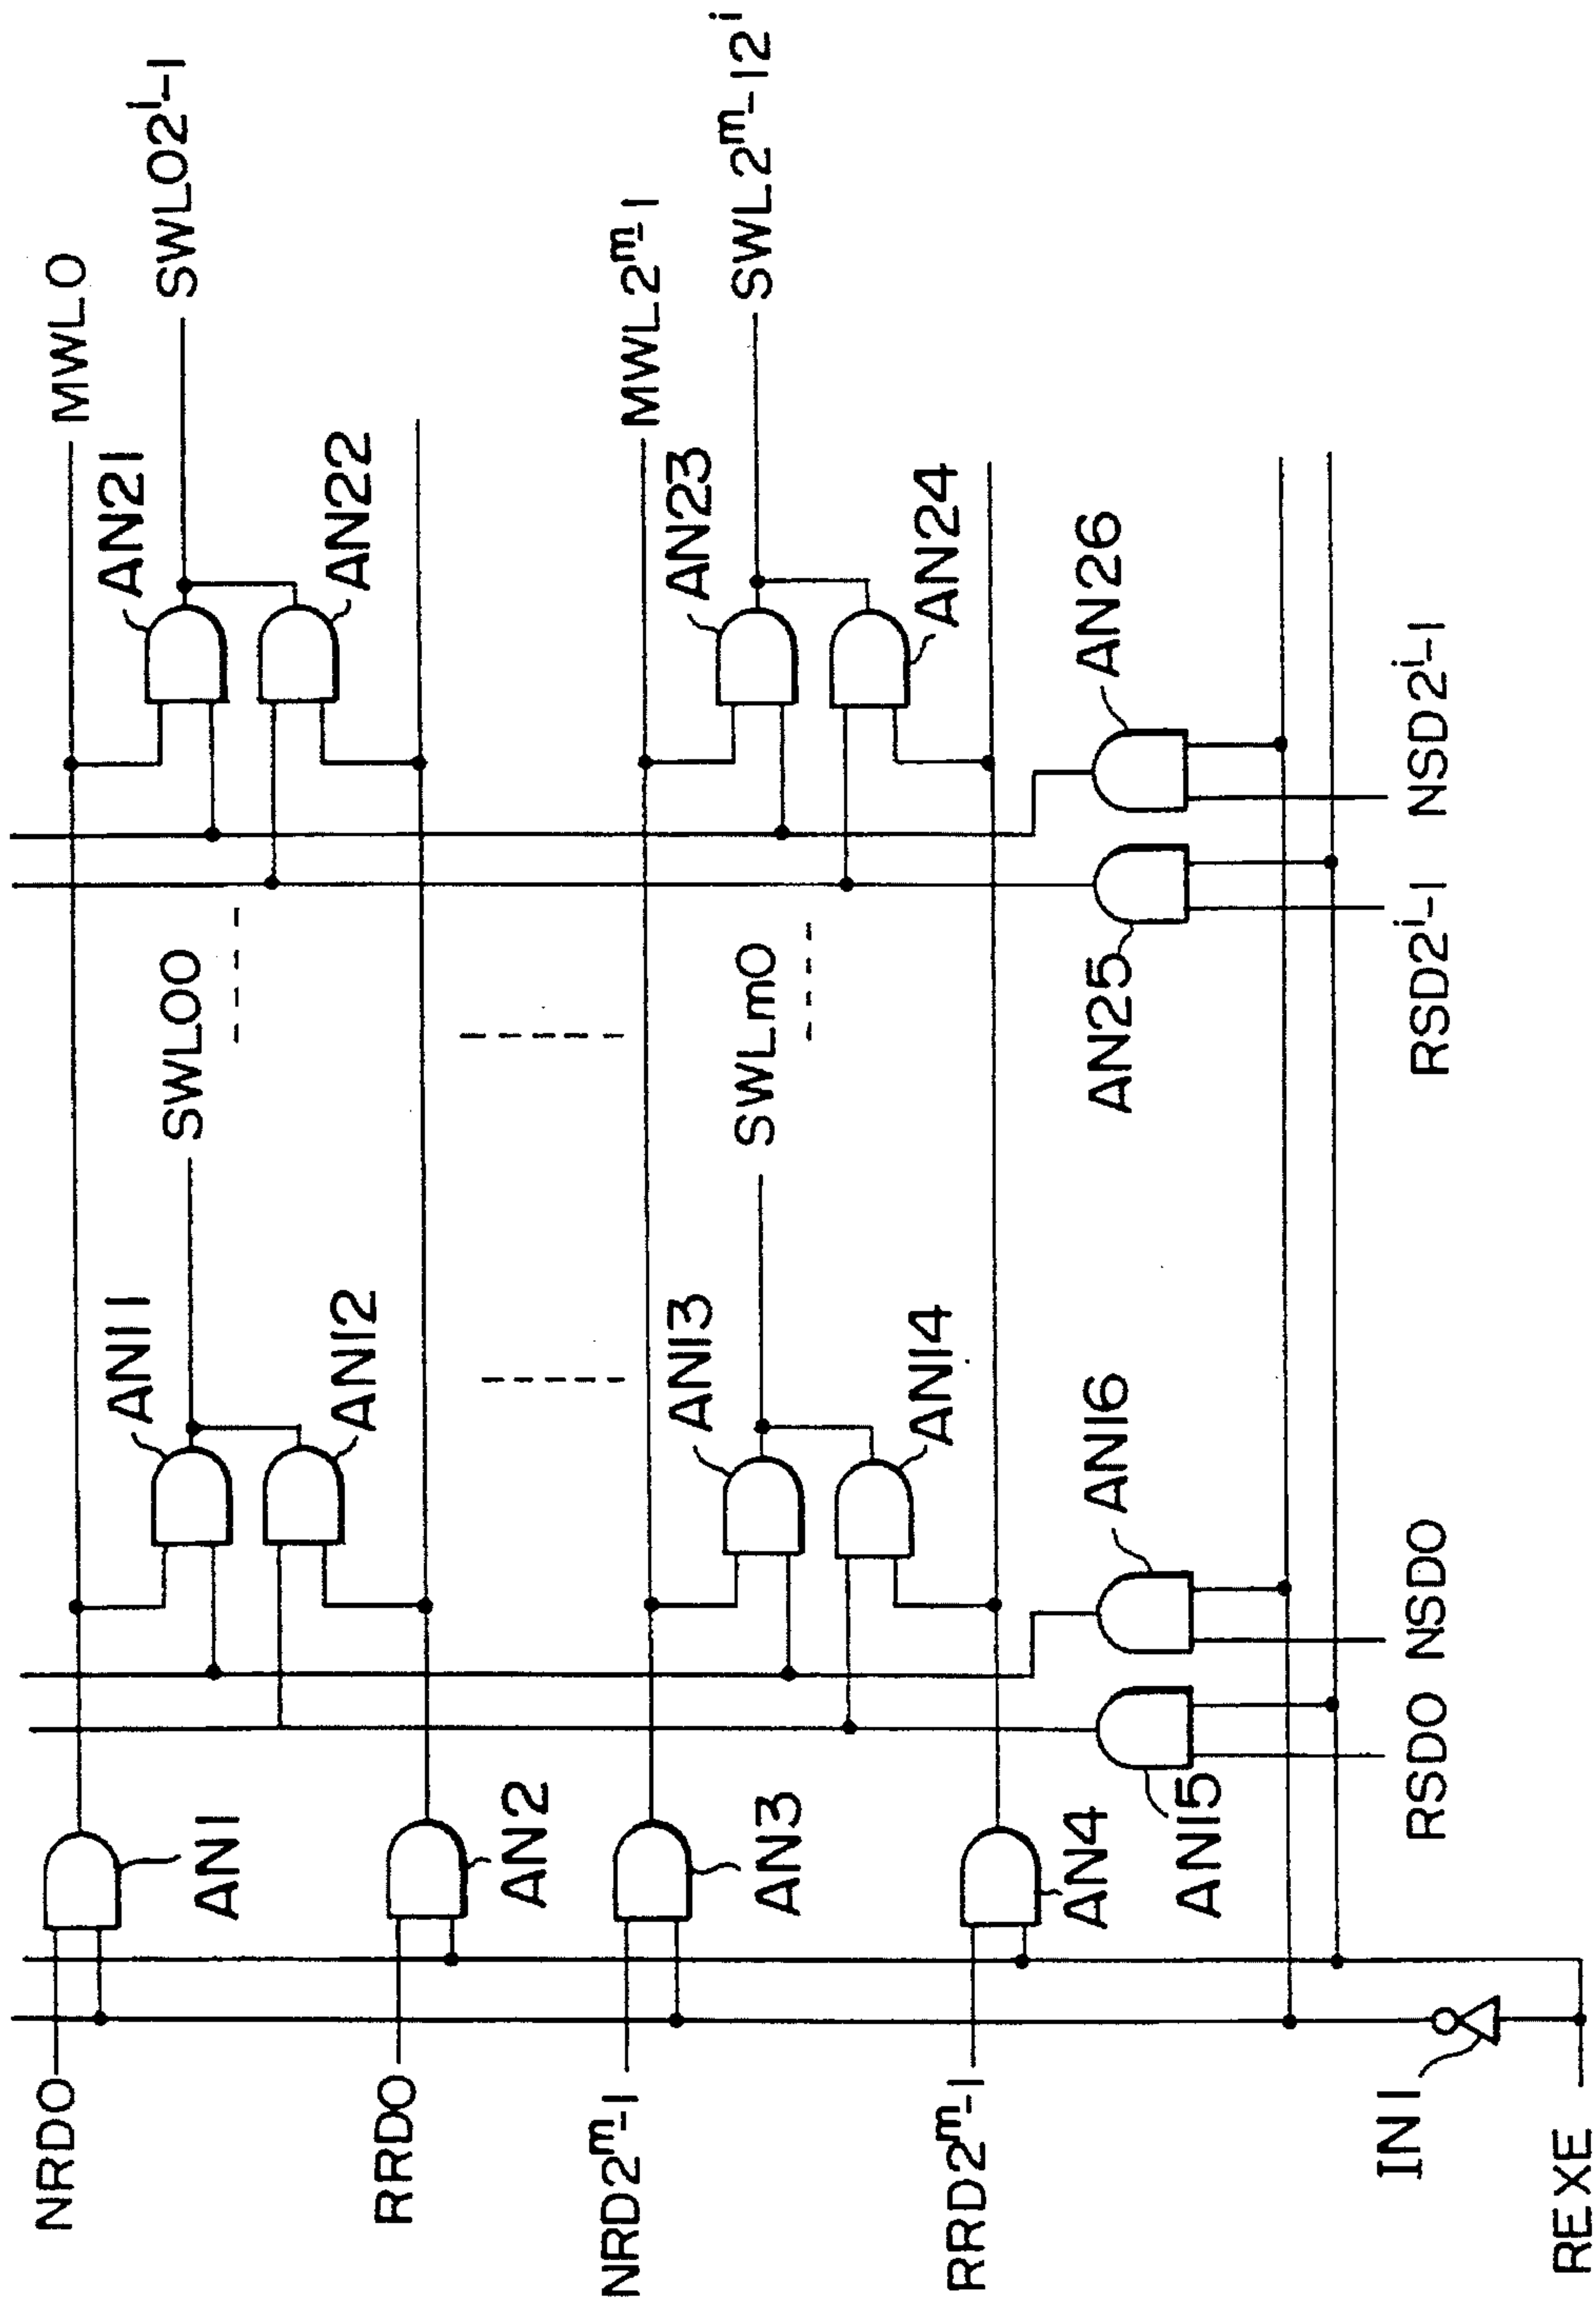 MWL0
SWL02^i-1
AN21
AN22
MWL2^m-1
SWL2^m-12^i
AN23
AN24
AN26
NSD2^i-1
AN25
RSD2^i-1
SWL00
AN11
AN12
SWLm0
AN13
AN14
AN16
NSD0
AN15
RSD0
NRD0
AN1
RRD0
AN2
NRD2^m-1
AN3
RRD2^m-1
AN4
IN1
REXE